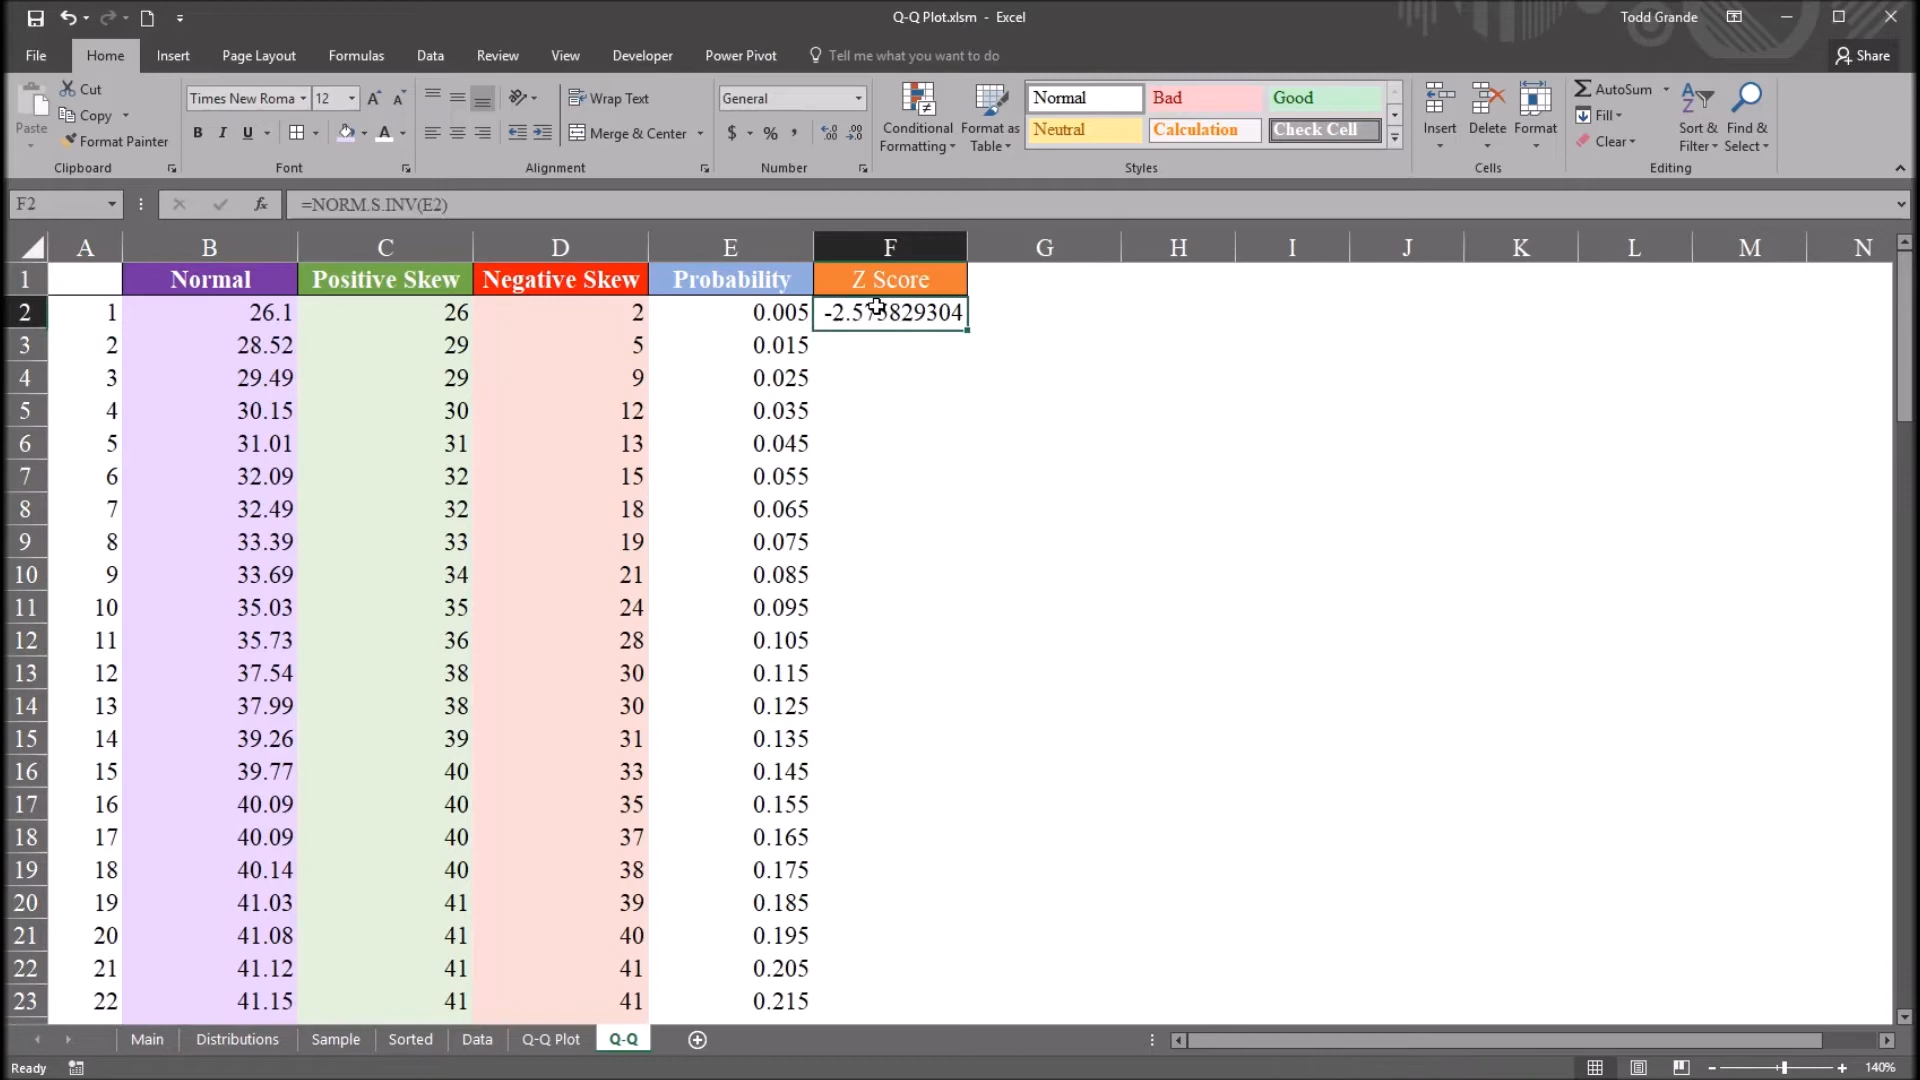 Q-Q Plot.xlsm - Excel
Todd Grande
File Home Insert Page Layout Formulas Data Review View Developer Power Pivot Tell me what you want to do Share
Paste
Cut
Copy
Format Painter
Clipboard
Times New Roma 12
B I U
Font
Wrap Text
Merge & Center
Alignment
General
$ % ,
Number
Conditional Formatting
Format as Table
Normal Bad Good
Neutral Calculation Check Cell
Styles
Insert Delete Format
Cells
AutoSum
Fill
Clear
Sort & Filter
Find & Select
Editing
F2 fx =NORM.S.INV(E2)
A B C D E F G H I J K L M N
1 Normal Positive Skew Negative Skew Probability Z Score
2 1 26.1 26 2 0.005 -2.575829304
3 2 28.52 29 5 0.015
4 3 29.49 29 9 0.025
5 4 30.15 30 12 0.035
6 5 31.01 31 13 0.045
7 6 32.09 32 15 0.055
8 7 32.49 32 18 0.065
9 8 33.39 33 19 0.075
10 9 33.69 34 21 0.085
11 10 35.03 35 24 0.095
12 11 35.73 36 28 0.105
13 12 37.54 38 30 0.115
14 13 37.99 38 30 0.125
15 14 39.26 39 31 0.135
16 15 39.77 40 33 0.145
17 16 40.09 40 35 0.155
18 17 40.09 40 37 0.165
19 18 40.14 40 38 0.175
20 19 41.03 41 39 0.185
21 20 41.08 41 40 0.195
22 21 41.12 41 41 0.205
23 22 41.15 41 41 0.215
Main Distributions Sample Sorted Data Q-Q Plot Q-Q
Ready
140%